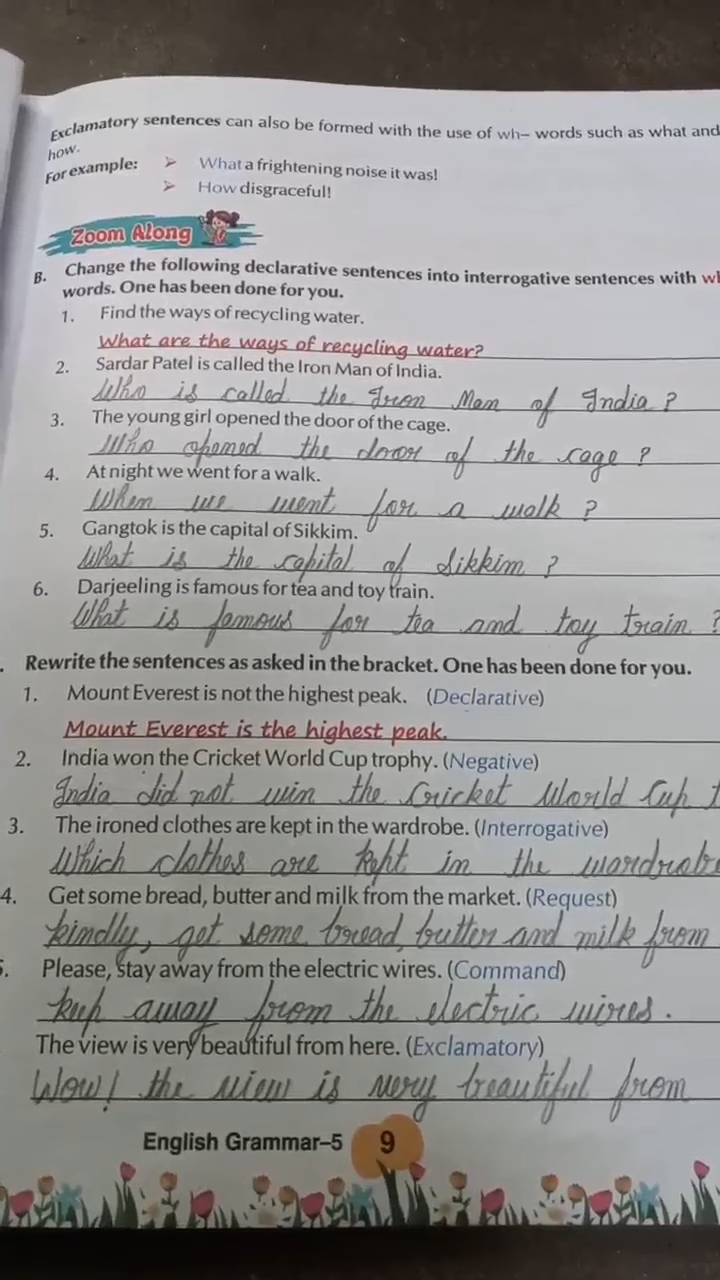 Exclamatory sentences can also be formed with the use of wh– words such as what and
how.
For example: ➢ What a frightening noise it was!
➢ How disgraceful!
Zoom Along
B. Change the following declarative sentences into interrogative sentences with
words. One has been done for you.
1. Find the ways of recycling water.
What are the ways of recycling water?
2. Sardar Patel is called the Iron Man of India.
Who is called the Iron Man of India ?
3. The young girl opened the door of the cage.
Who opened the door of the cage ?
4. At night we went for a walk.
When we went for a walk ?
5. Gangtok is the capital of Sikkim.
What is the capital of Sikkim ?
6. Darjeeling is famous for tea and toy train.
What is famous for tea and toy train ?
Rewrite the sentences as asked in the bracket. One has been done for you.
1. Mount Everest is not the highest peak. (Declarative)
Mount Everest is the highest peak.
2. India won the Cricket World Cup trophy. (Negative)
India did not win the Cricket World Cup
3. The ironed clothes are kept in the wardrobe. (Interrogative)
Which clothes are kept in the wardrobe
4. Get some bread, butter and milk from the market. (Request)
kindly, get some bread, butter and milk from
5. Please, stay away from the electric wires. (Command)
keep away from the electric wires.
The view is very beautiful from here. (Exclamatory)
Wow! the view is very beautiful from
English Grammar–5 9